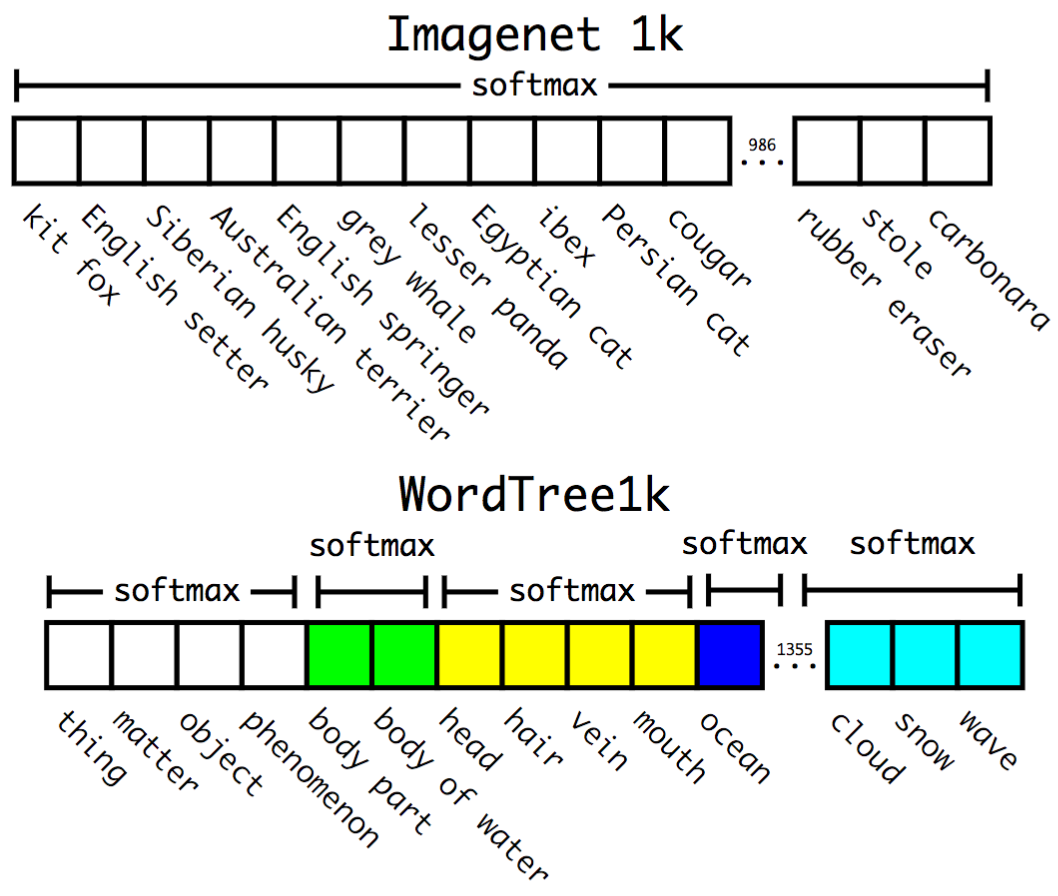 Imagenet 1k
softmax
986
...
kit fox
English setter
Siberian husky
Australian terrier
English springer
grey whale
lesser panda
Egyptian cat
ibex
Persian cat
cougar
rubber eraser
stole
carbonara
WordTree1k
softmax
softmax
softmax
softmax
softmax
1355
...
thing
matter
object
phenomenon
body part
body of water
head
hair
vein
mouth
ocean
cloud
snow
wave